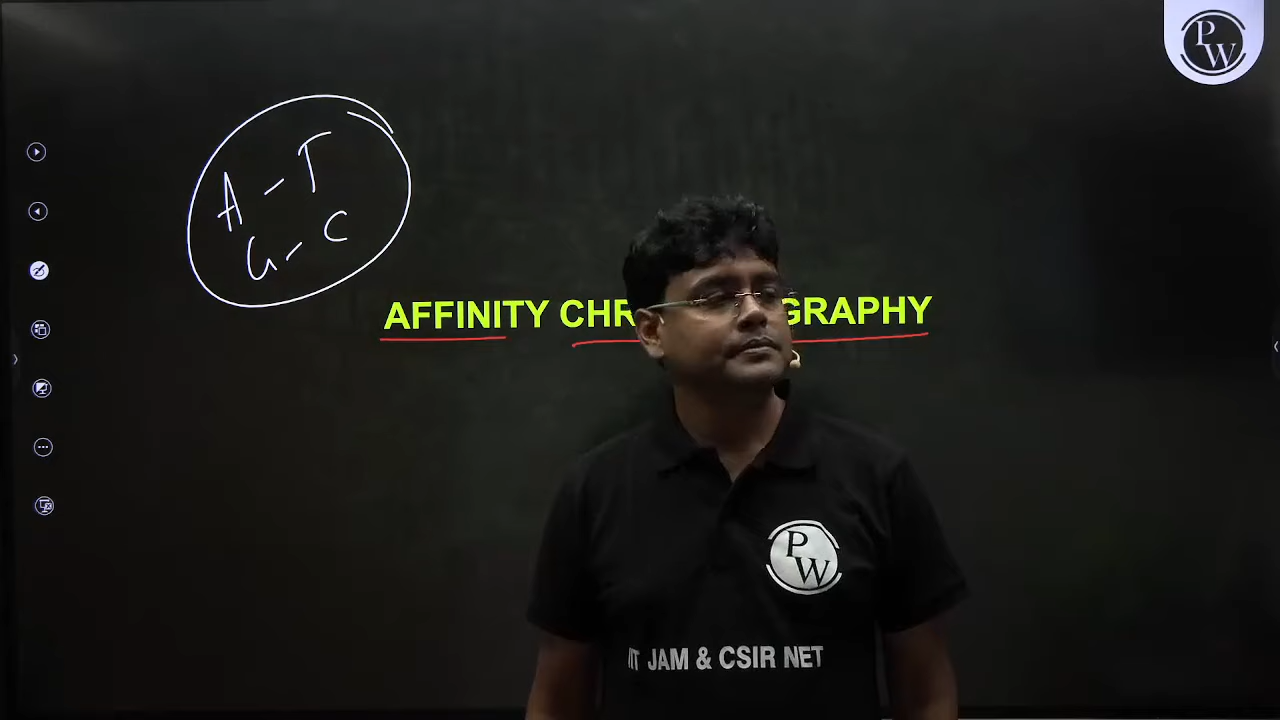 PW
A - T
G - C
AFFINITY CHR GRAPHY
PW
IIT JAM & CSIR NET